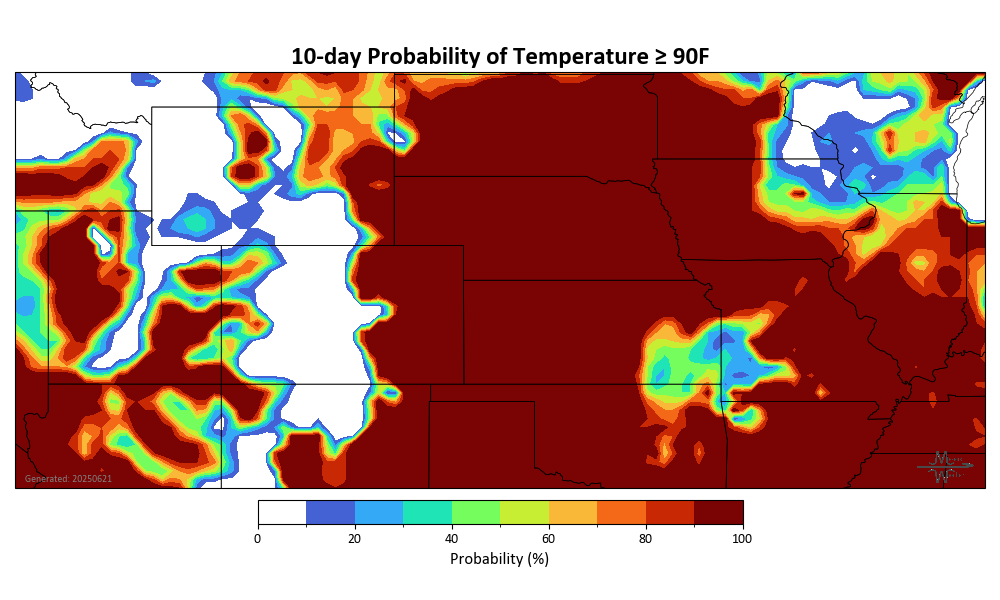 10-day Probability of Temperature ≥ 90F
Generated: 20250621
0 20 40 60 80 100
Probability (%)